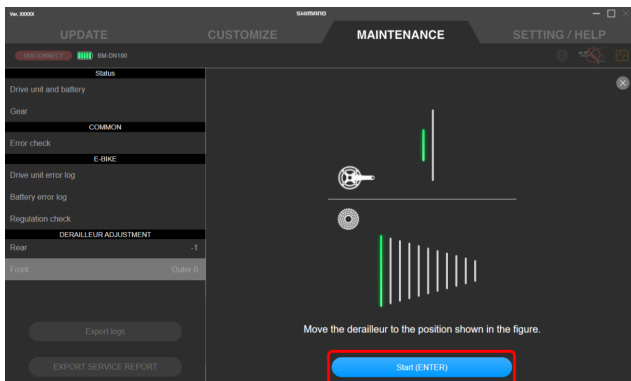 Ver. XXXXX
SHIMANO
UPDATE
CUSTOMIZE
MAINTENANCE
SETTING / HELP
DISCONNECT
BM-DN100
Status
Drive unit and battery
Gear
COMMON
Error check
E-BIKE
Drive unit error log
Battery error log
Regulation check
DERAILLEUR ADJUSTMENT
Rear -1
Front Outer 0
Export logs
EXPORT SERVICE REPORT
Move the derailleur to the position shown in the figure.
Start (ENTER)